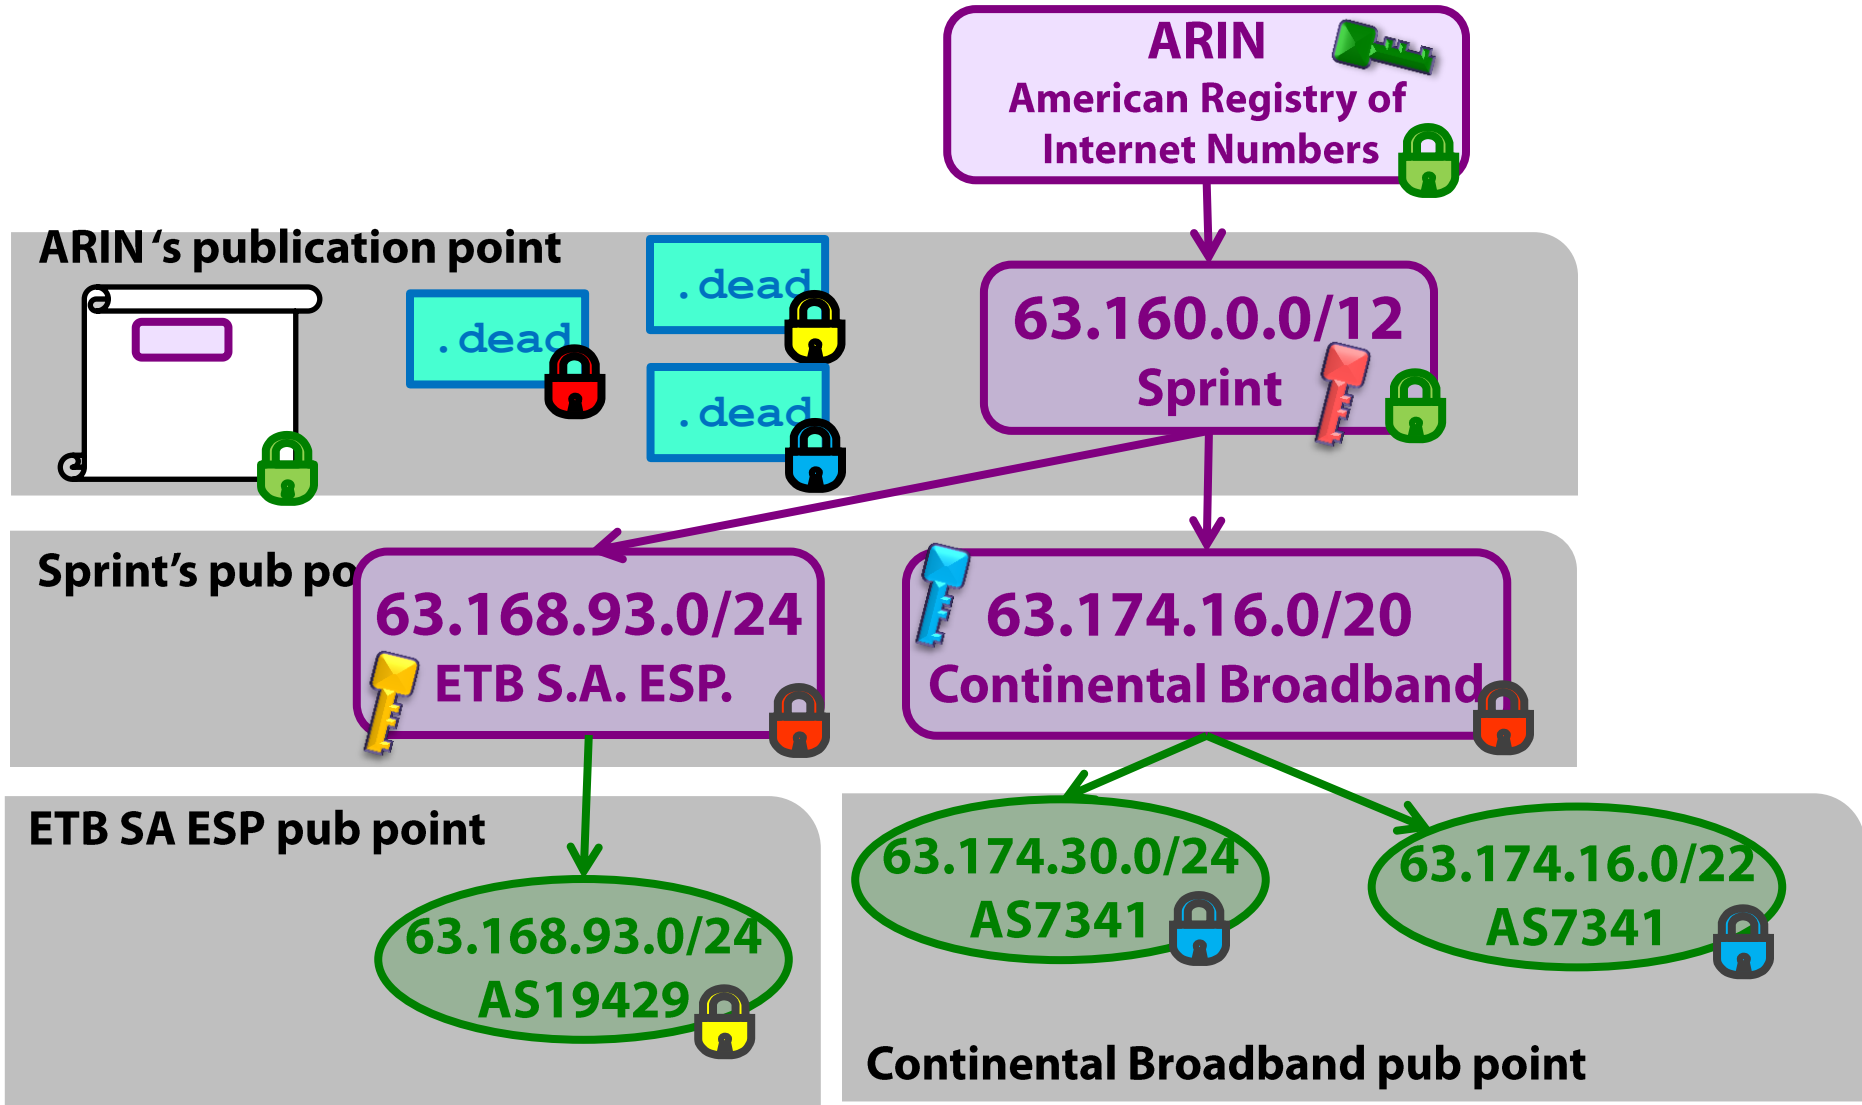 ARIN
American Registry of
Internet Numbers
ARIN ‘s publication point
.dead
.dead
.dead
63.160.0.0/12
Sprint
Sprint’s pub po
63.168.93.0/24
ETB S.A. ESP.
63.174.16.0/20
Continental Broadband
ETB SA ESP pub point
63.168.93.0/24
AS19429
63.174.30.0/24
AS7341
63.174.16.0/22
AS7341
Continental Broadband pub point